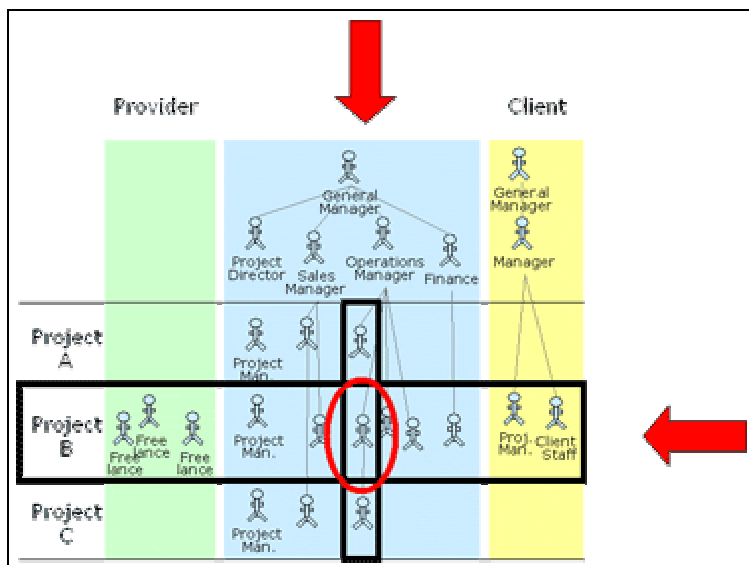 Provider
Client
General
Manager
General
Manager
Project
Director
Sales
Manager
Operations
Manager
Finance
Manager
Project
A
Project
Man.
Project
B
Free
lance
Free
lance
Free
lance
Project
Man.
Proj.
Man.
Client
Staff
Project
C
Project
Man.